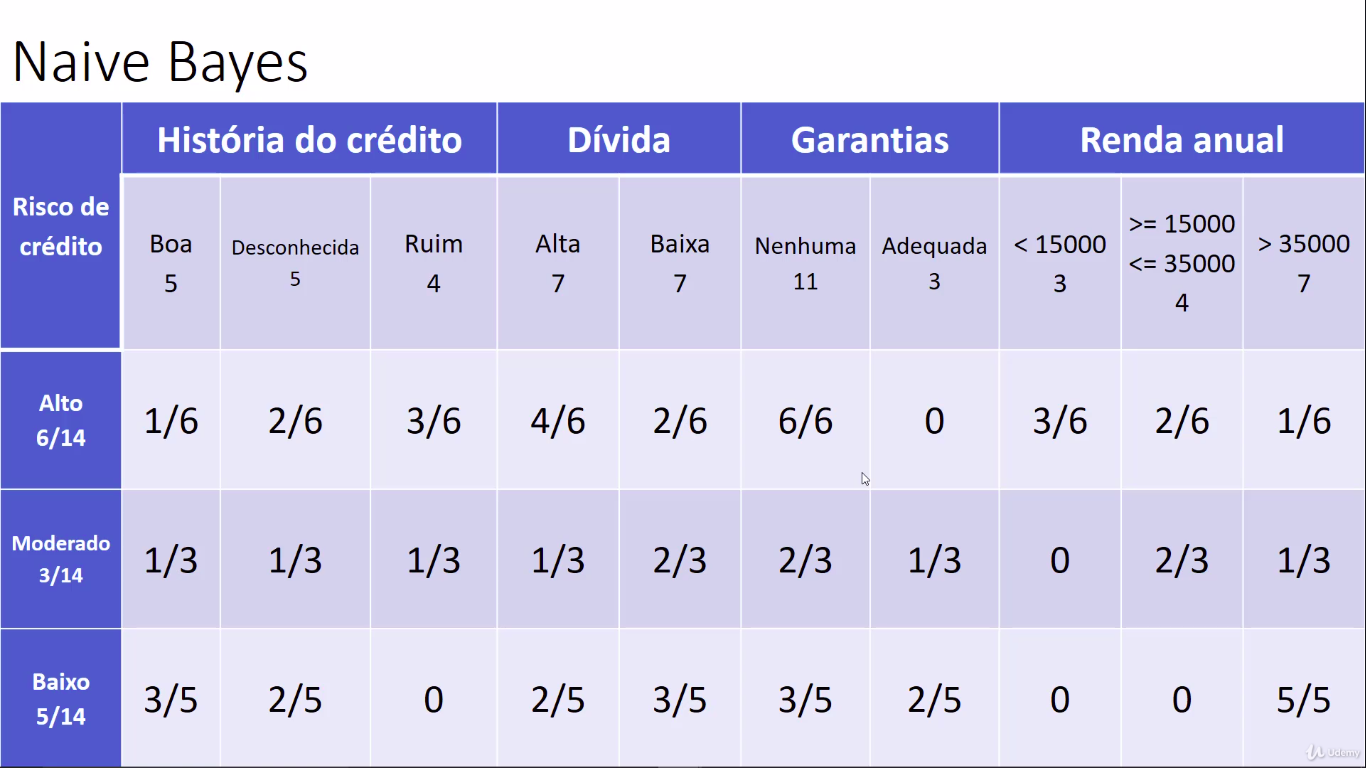 Naive Bayes
Risco de
crédito
História do crédito
Dívida
Garantias
Renda anual
Boa
5
Desconhecida
5
Ruim
4
Alta
7
Baixa
7
Nenhuma
11
Adequada
3
< 15000
3
>= 15000
<= 35000
4
> 35000
7
Alto
6/14
1/6
2/6
3/6
4/6
2/6
6/6
0
3/6
2/6
1/6
Moderado
3/14
1/3
1/3
1/3
1/3
2/3
2/3
1/3
0
2/3
1/3
Baixo
5/14
3/5
2/5
0
2/5
3/5
3/5
2/5
0
0
5/5
Udemy